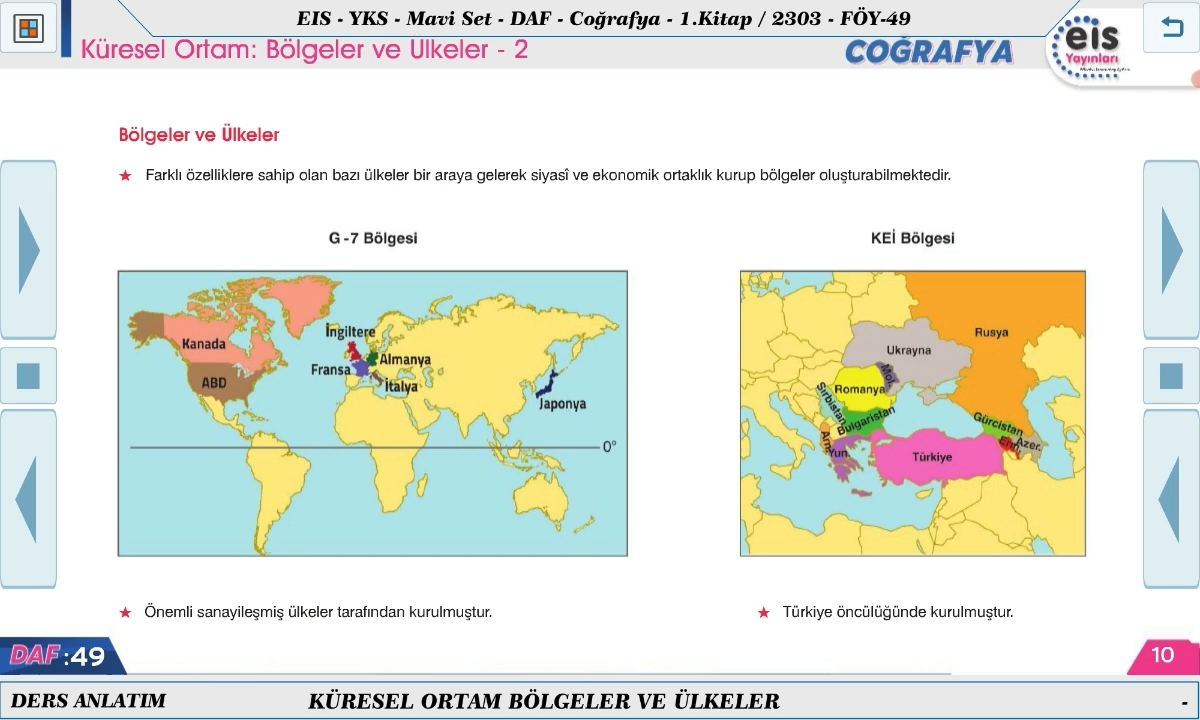 EIS - YKS - Mavi Set - DAF - Coğrafya - 1.Kitap / 2303 - FÖY-49
Küresel Ortam: Bölgeler ve Ülkeler - 2
COĞRAFYA
eis
Yayınları
Bölgeler ve Ülkeler
★ Farklı özelliklere sahip olan bazı ülkeler bir araya gelerek siyasî ve ekonomik ortaklık kurup bölgeler oluşturabilmektedir.
G -7 Bölgesi
KEİ Bölgesi
Kanada
ABD
İngiltere
Fransa
Almanya
İtalya
Japonya
0°
Rusya
Ukrayna
Mol.
Romanya
Sırbistan
Bulgaristan
Arn.
Yun.
Türkiye
Gürcistan
Erm.
Azer.
★ Önemli sanayileşmiş ülkeler tarafından kurulmuştur.
★ Türkiye öncülüğünde kurulmuştur.
DAF :49
10
DERS ANLATIM
KÜRESEL ORTAM BÖLGELER VE ÜLKELER
-